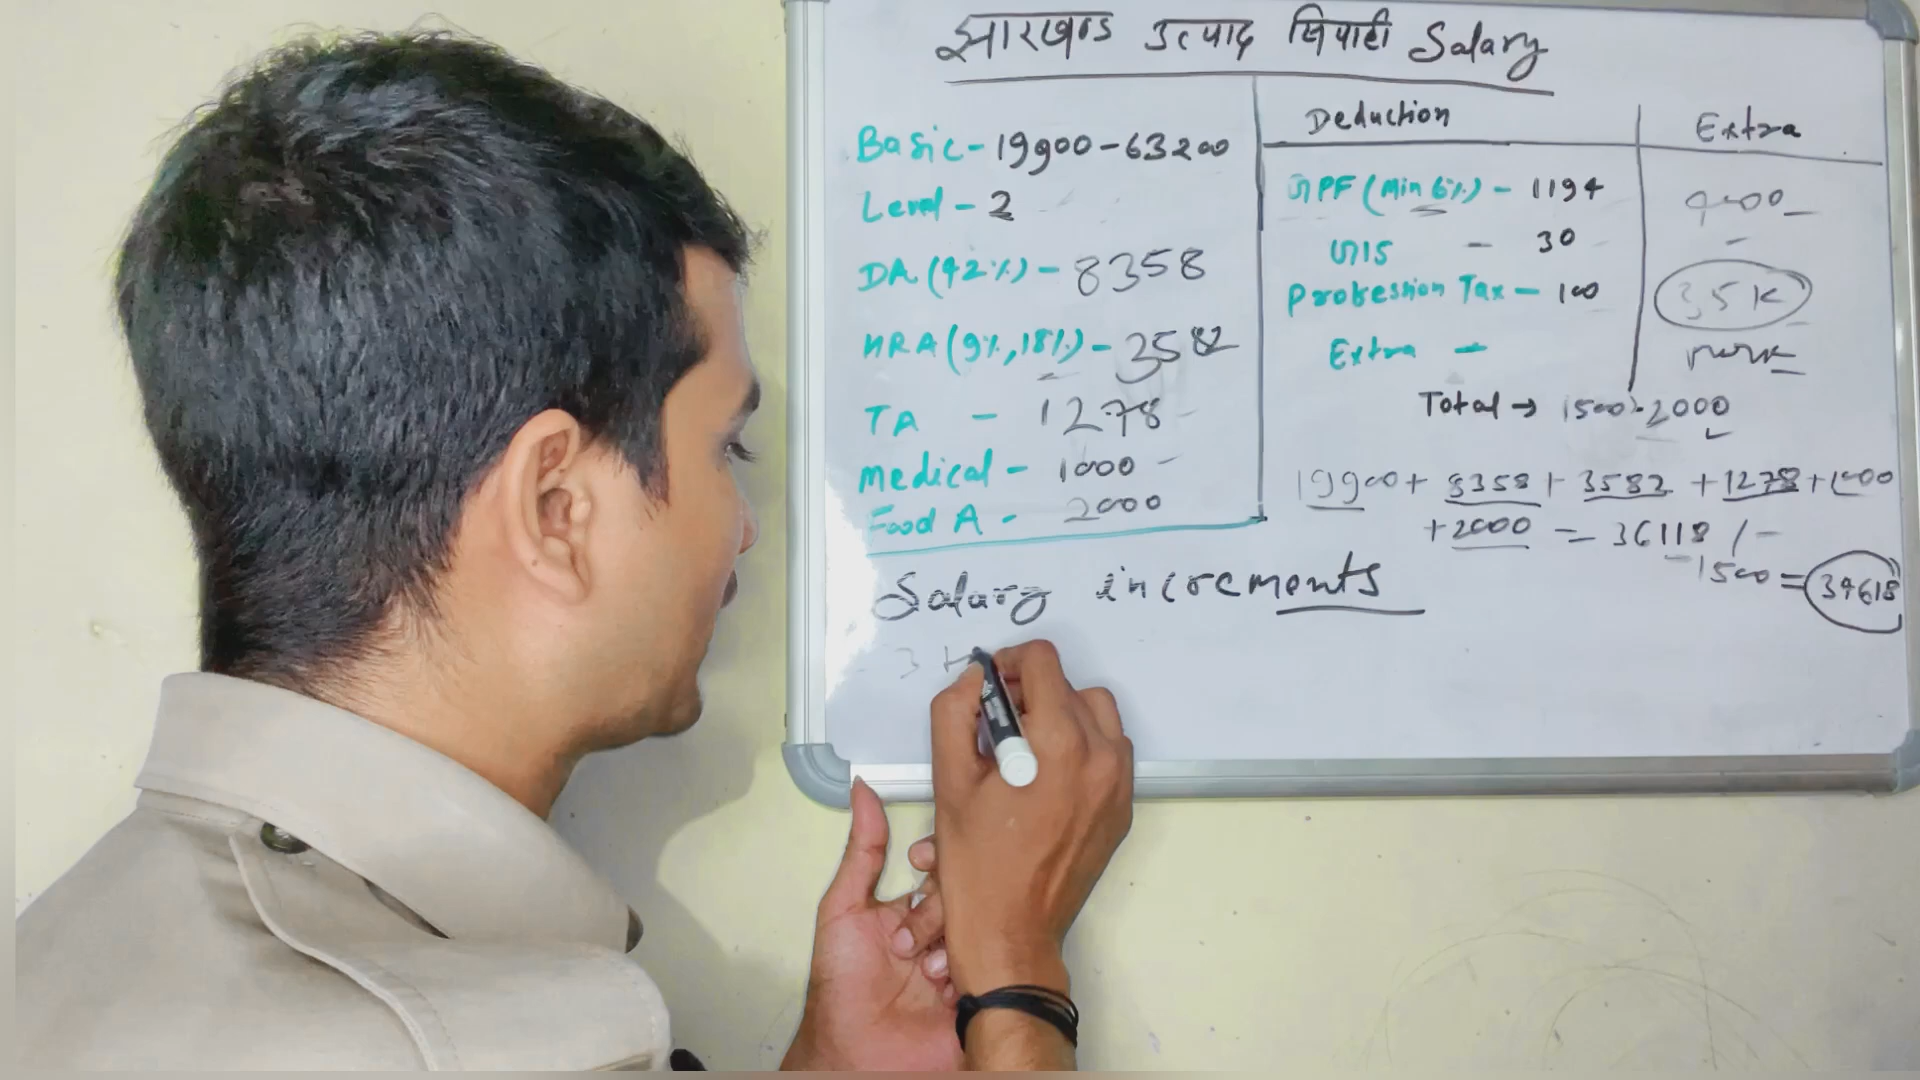 झारखण्ड उत्पाद सिपाही Salary
Basic - 19900 - 63200
Level - 2
DA (42%) - 8358
HRA (9%, 18%) - 3582
TA - 1278
Medical - 1000
Food A - 2000
Deduction
GPF (Min 6%) - 1194
GIS - 30
Profession Tax - 100
Extra -
Extra
35K
Total → 1500-2000
19900 + 8358 + 3582 + 1278 + 1000
+ 2000 = 36118 /-
- 1500 = 34618
Salary increments
3